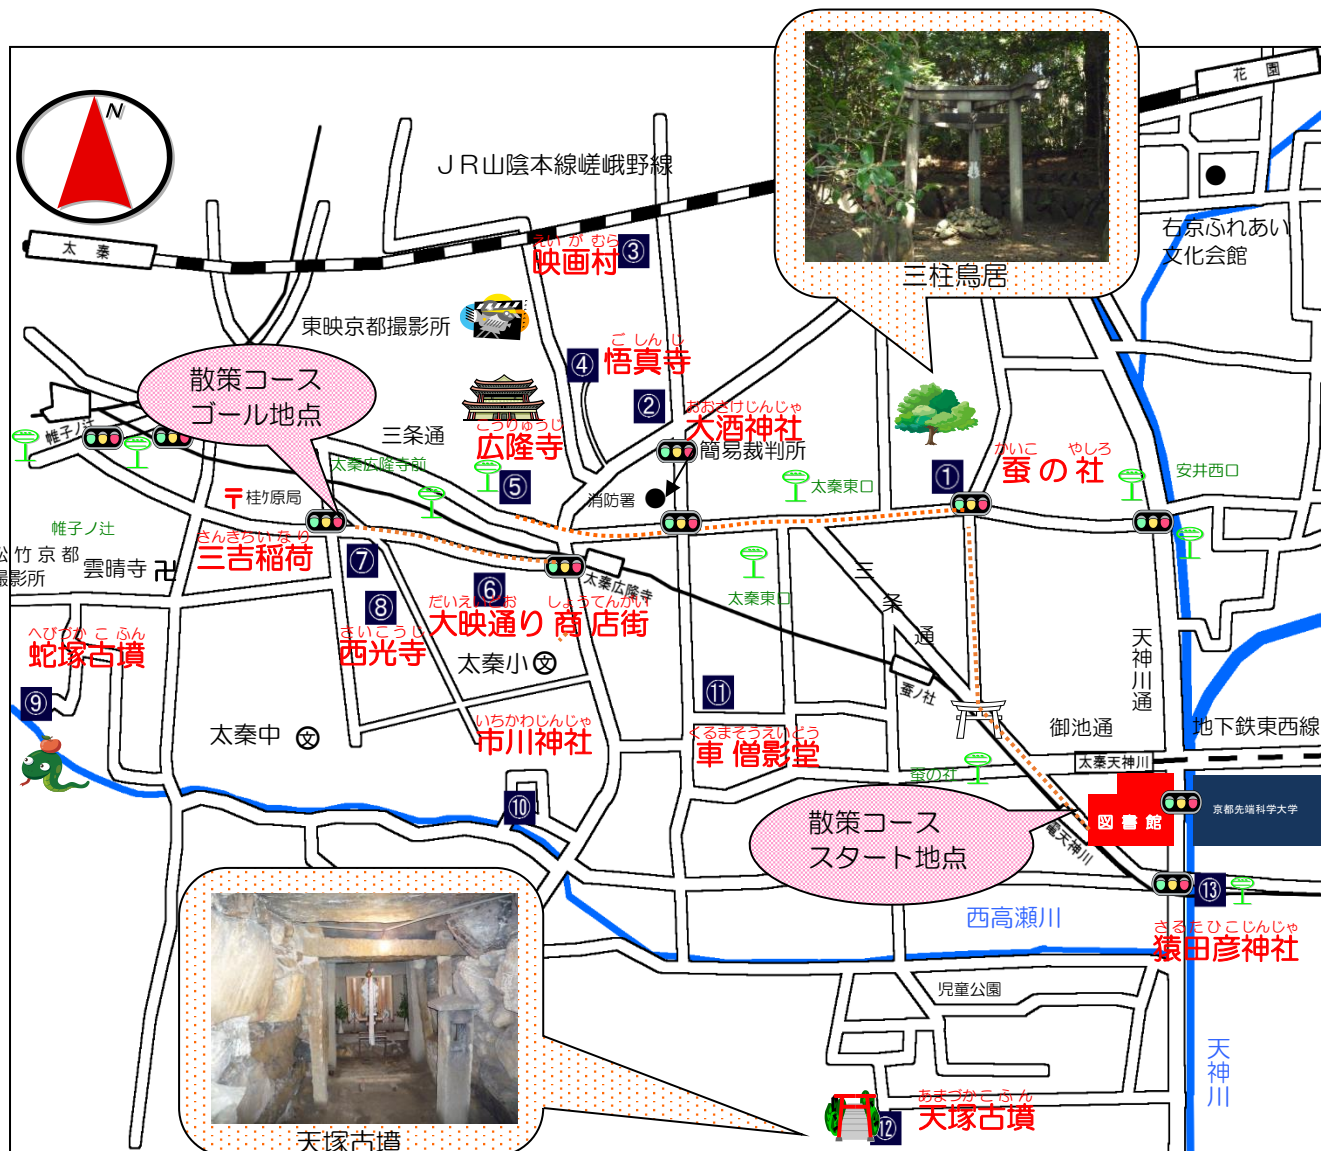 花園
N
JR山陰本線嵯峨野線
太秦
えいがむら
映画村
③
右京ふれあい
文化会館
三柱鳥居
東映京都撮影所
散策コース
ゴール地点
④
ごしんじ
悟真寺
②
おおさけじんじゃ
大酒神社
簡易裁判所
帷子ノ辻
三条通
こうりゅうじ
広隆寺
太秦広隆寺前
⑤
消防署
太秦東口
①
かいこ やしろ
蚕の社
安井西口
〒桂ケ原局
帷子ノ辻
松竹京都
撮影所
雲晴寺
卍
さんきちいなり
三吉稲荷
⑦
⑧
⑥
太秦広隆寺
太秦東口
三条通
だいえいどお しょうてんがい
大映通り商店街
さいこうじ
西光寺
太秦小
文
へびづかこふん
蛇塚古墳
⑨
太秦中
文
いちかわじんじゃ
市川神社
⑩
⑪
くるまそうえいどう
車僧影堂
蚕ノ社
蚕の社
御池通
天神川通
地下鉄東西線
太秦天神川
図書館
京都先端科学大学
散策コース
スタート地点
電天神川
⑬
さるたひこじんじゃ
猿田彦神社
西高瀬川
児童公園
天神川
あまづかこふん
天塚古墳
⑫
天塚古墳